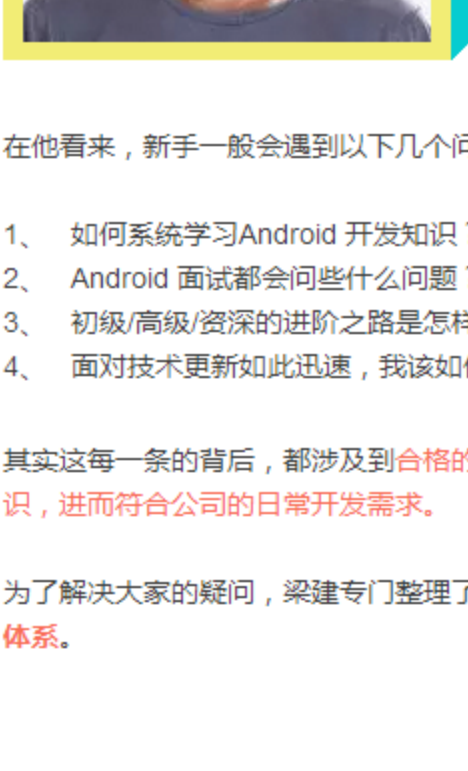 在他看来，新手一般会遇到以下几个问
1、 如何系统学习Android 开发知识
2、 Android 面试都会问些什么问题
3、 初级/高级/资深的进阶之路是怎样
4、 面对技术更新如此迅速，我该如何
其实这每一条的背后，都涉及到合格的
识，进而符合公司的日常开发需求。
为了解决大家的疑问，梁建专门整理了
体系。